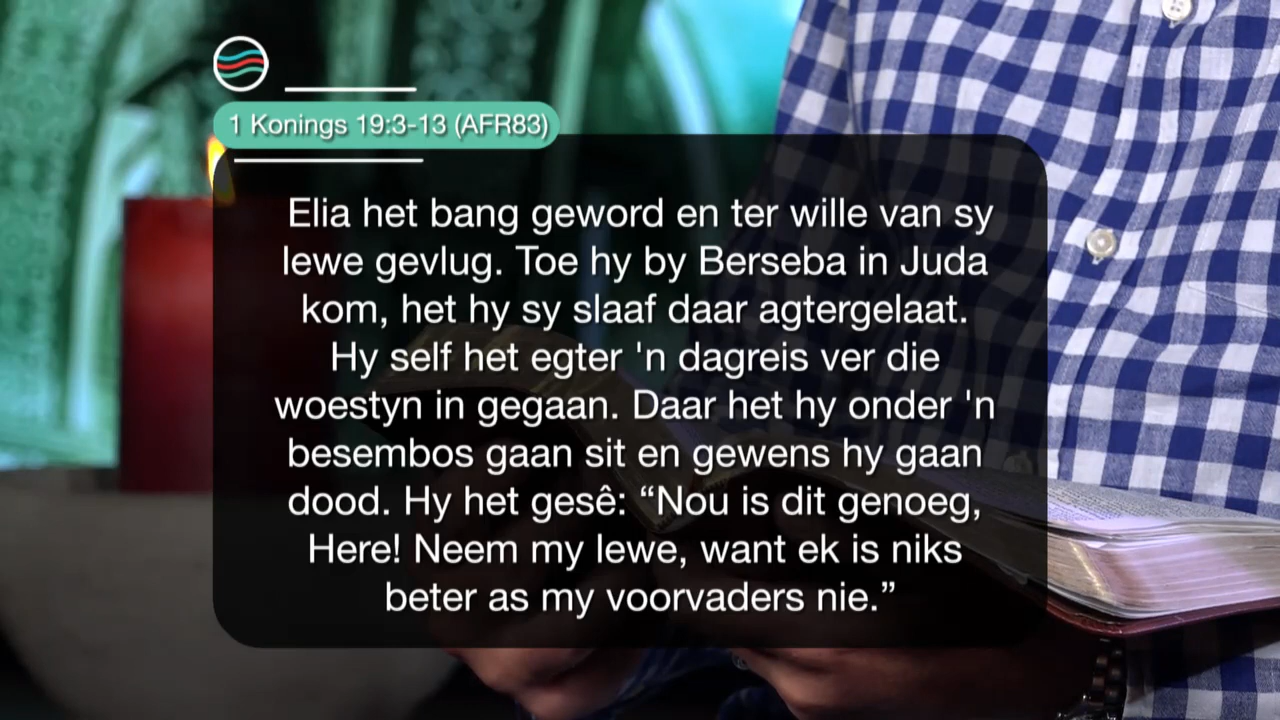 1 Konings 19:3-13 (AFR83)
Elia het bang geword en ter wille van sy
lewe gevlug. Toe hy by Berseba in Juda
kom, het hy sy slaaf daar agtergelaat.
Hy self het egter 'n dagreis ver die
woestyn in gegaan. Daar het hy onder 'n
besembos gaan sit en gewens hy gaan
dood. Hy het gesê: “Nou is dit genoeg,
Here! Neem my lewe, want ek is niks
beter as my voorvaders nie.”